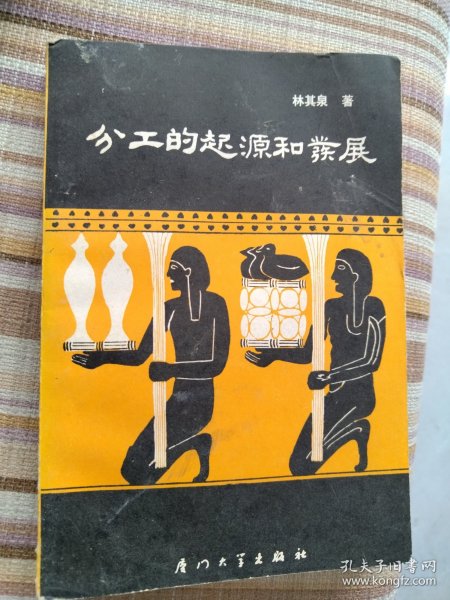 林其泉 著
分工的起源和發展
厦门大学出版社
孔夫子旧书网
www.kongfz.com